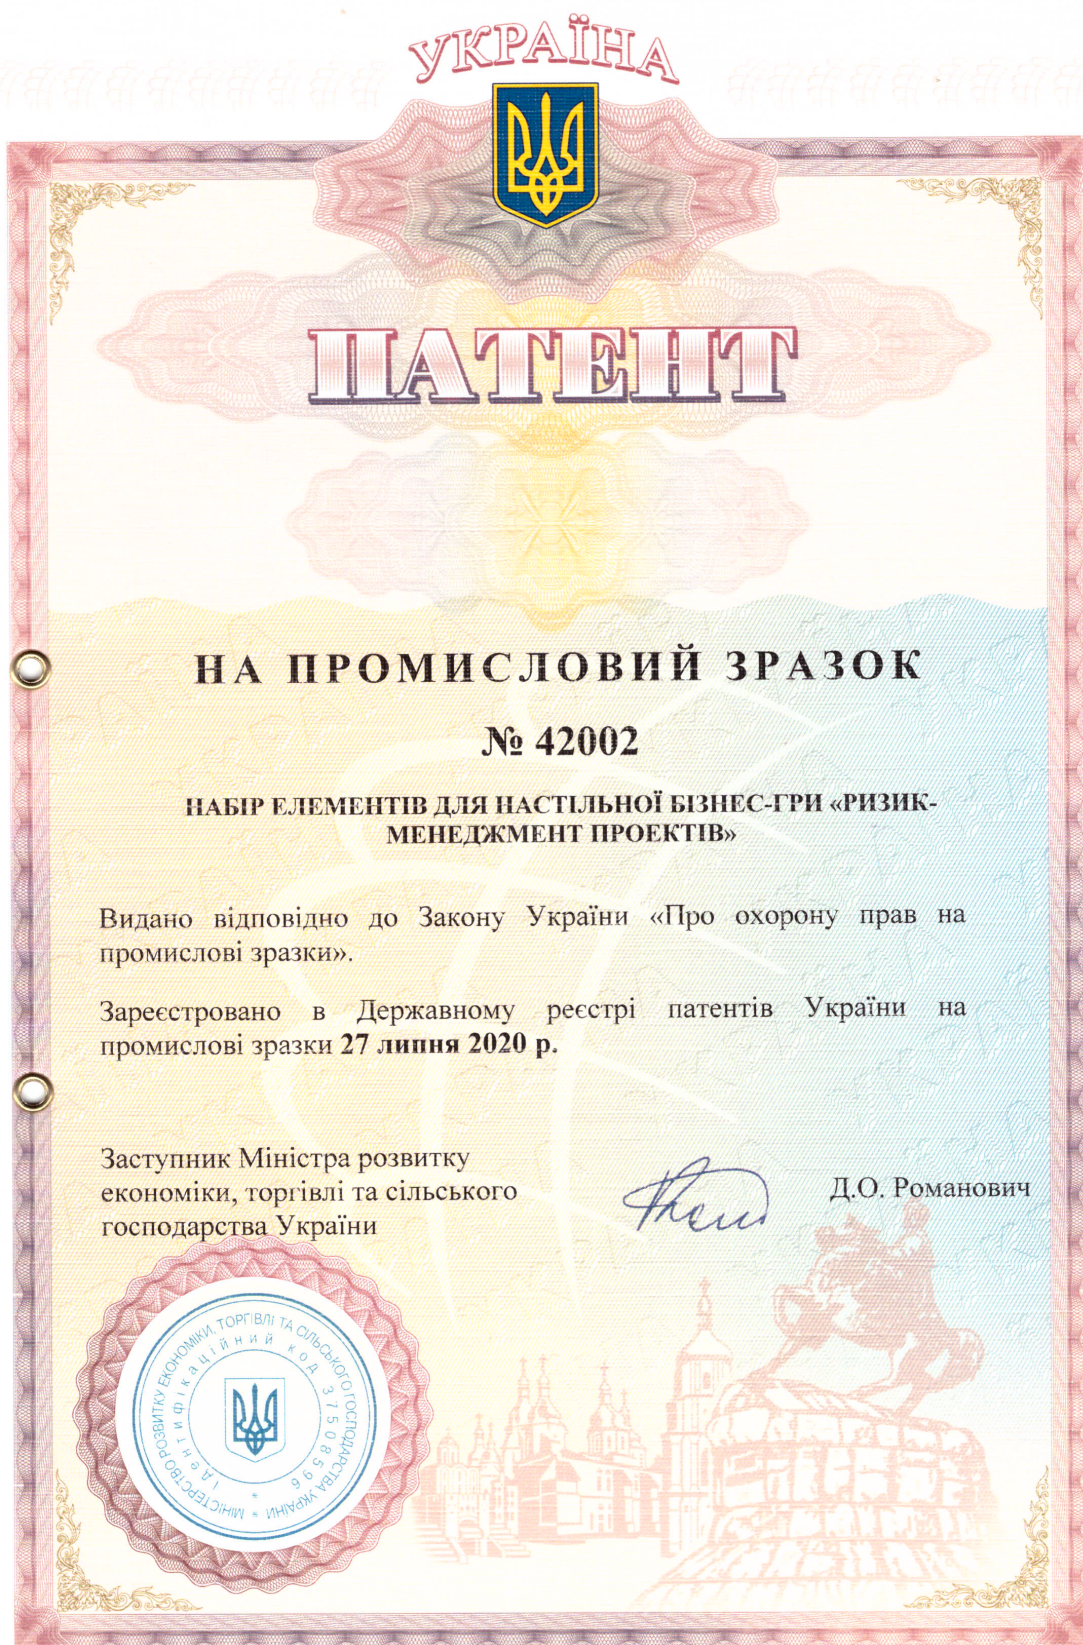 УКРАЇНА
ПАТЕНТ
НА ПРОМИСЛОВИЙ ЗРАЗОК
№ 42002
НАБІР ЕЛЕМЕНТІВ ДЛЯ НАСТІЛЬНОЇ БІЗНЕС-ГРИ «РИЗИК-
МЕНЕДЖМЕНТ ПРОЕКТІВ»
Видано відповідно до Закону України «Про охорону прав на
промислові зразки».
Зареєстровано в Державному реєстрі патентів України на
промислові зразки 27 липня 2020 р.
Заступник Міністра розвитку
економіки, торгівлі та сільського
господарства України
Д.О. Романович
МІНІСТЕРСТВО РОЗВИТКУ ЕКОНОМІКИ, ТОРГІВЛІ ТА СІЛЬСЬКОГО ГОСПОДАРСТВА УКРАЇНИ *
Ідентифікаційний код 37508596 *